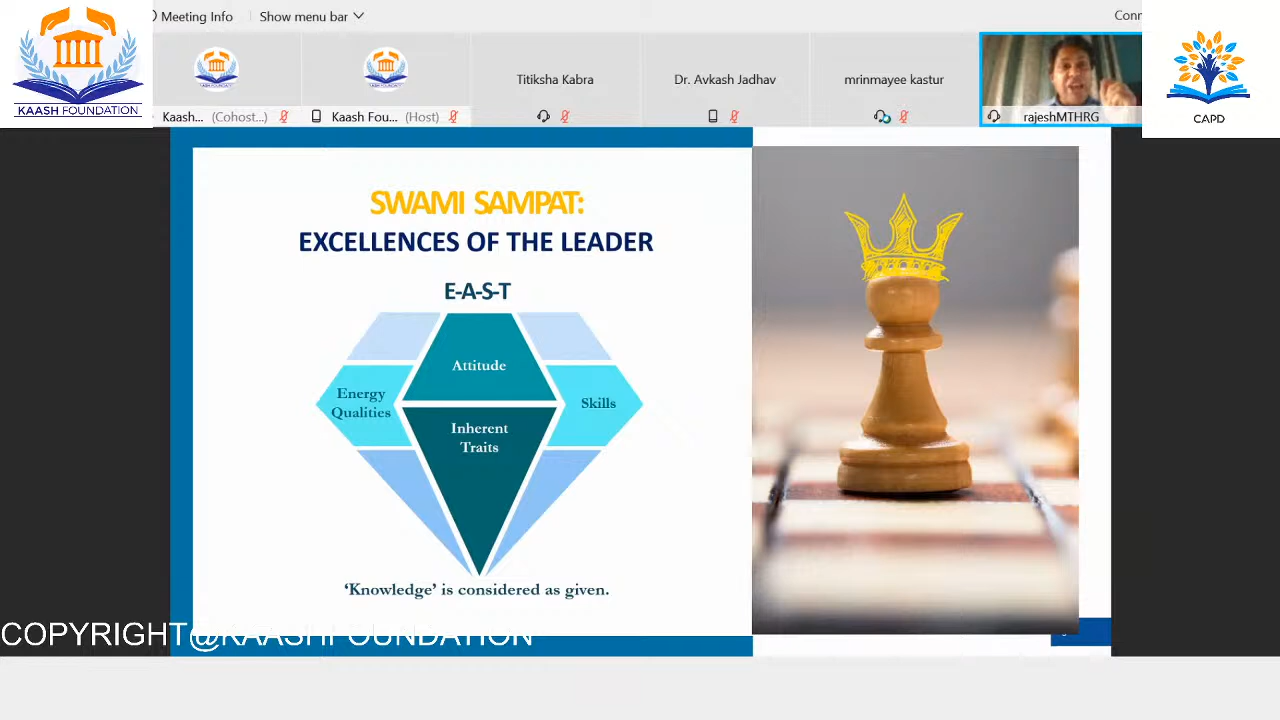 Meeting Info
Show menu bar
KAASH FOUNDATION
Kaash... (Cohost...)
Kaash Fou... (Host)
Titiksha Kabra
Dr. Avkash Jadhav
mrinmayee kastur
rajeshMTHRG
CAPD
SWAMI SAMPAT:
EXCELLENCES OF THE LEADER
E-A-S-T
Attitude
Energy
Qualities
Skills
Inherent
Traits
‘Knowledge’ is considered as given.
COPYRIGHT@KAASHFOUNDATION